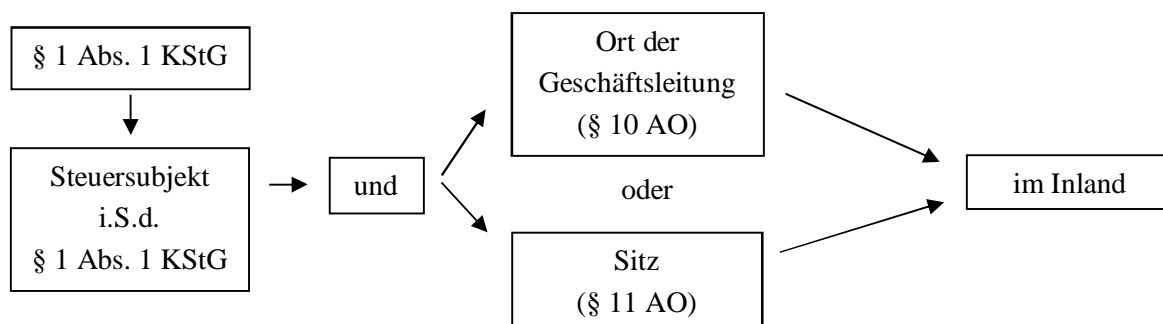 § 1 Abs. 1 KStG
Steuersubjekt
i.S.d.
§ 1 Abs. 1 KStG
und
Ort der
Geschäftsleitung
(§ 10 AO)
oder
Sitz
(§ 11 AO)
im Inland